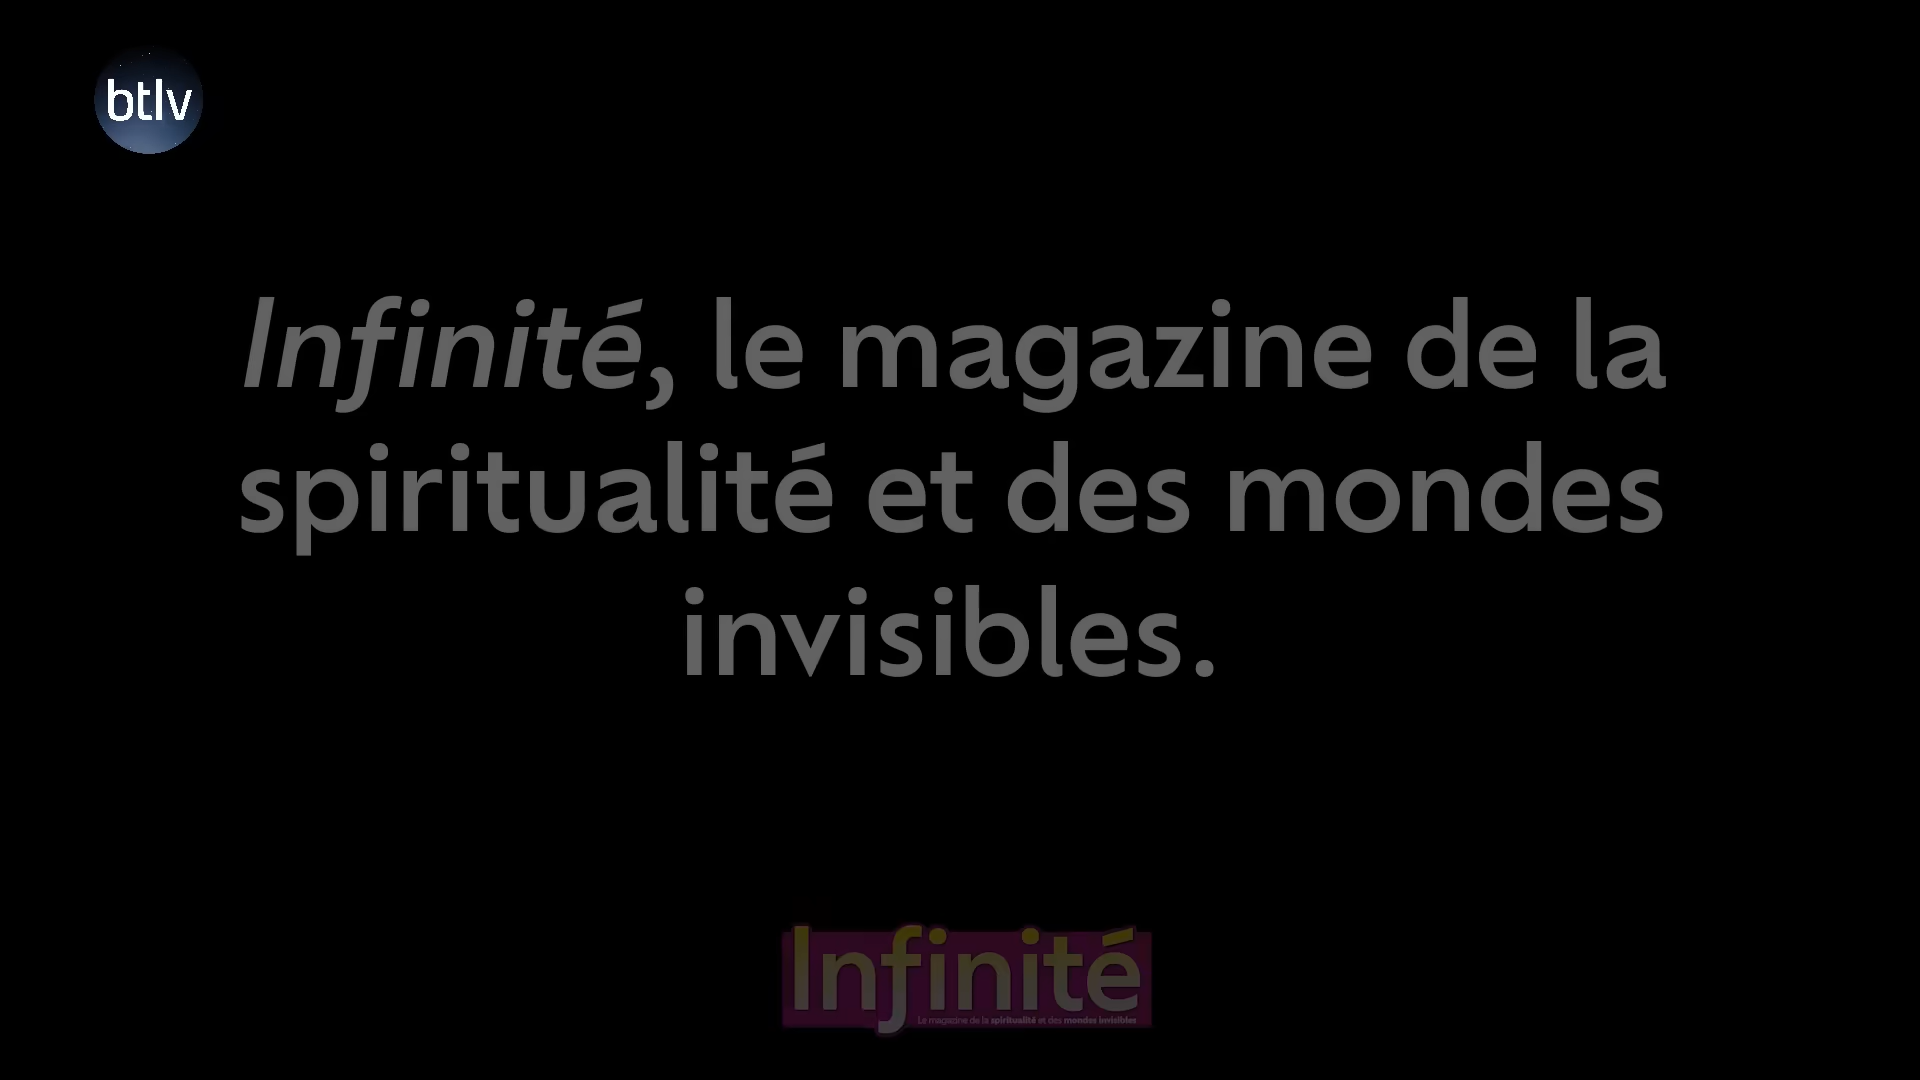 btlv
Infinité, le magazine de la
spiritualité et des mondes
invisibles.
Infinité
Le magazine de la spiritualité et des mondes invisibles